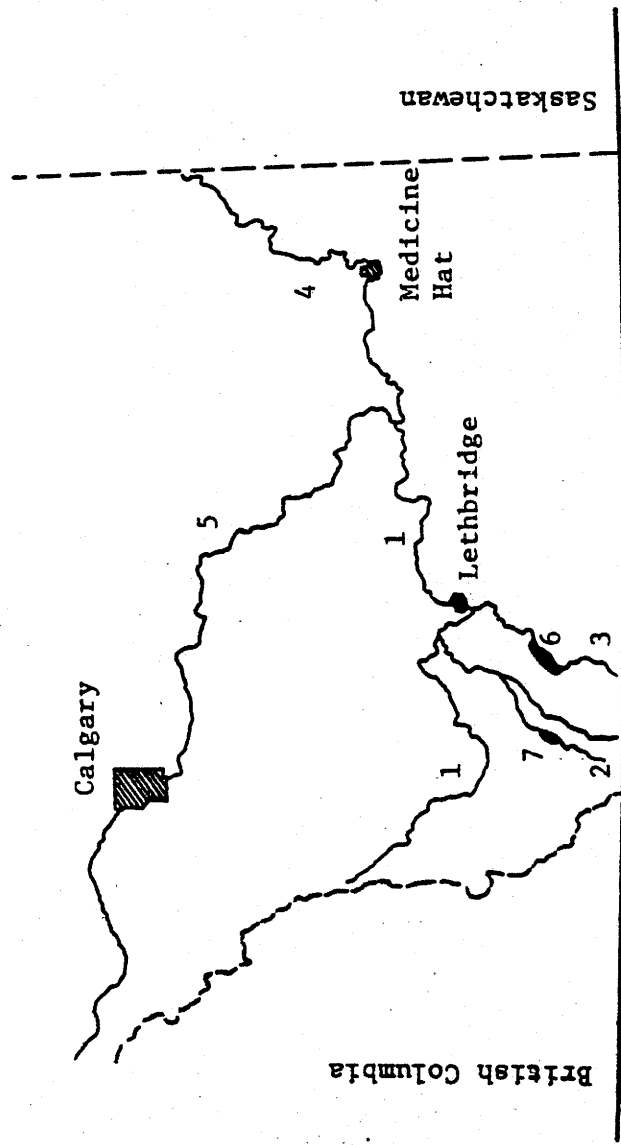 Calgary
5
4
Medicine
Hat
1
Lethbridge
1
7
6
2
3
British Columbia
Saskatchewan